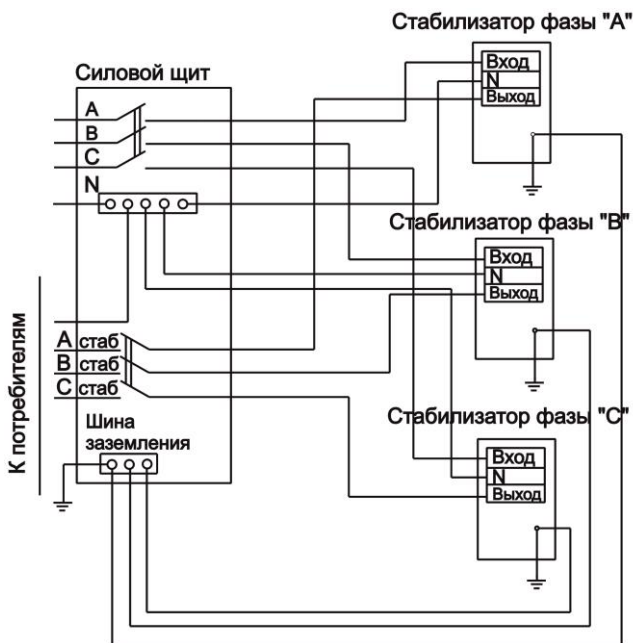 Стабилизатор фазы "А"
Силовой щит
Вход
N
Выход
А
В
С
N
Стабилизатор фазы "В"
Вход
N
Выход
К потребителям
А стаб
В стаб
С стаб
Шина
заземления
Стабилизатор фазы "С"
Вход
N
Выход